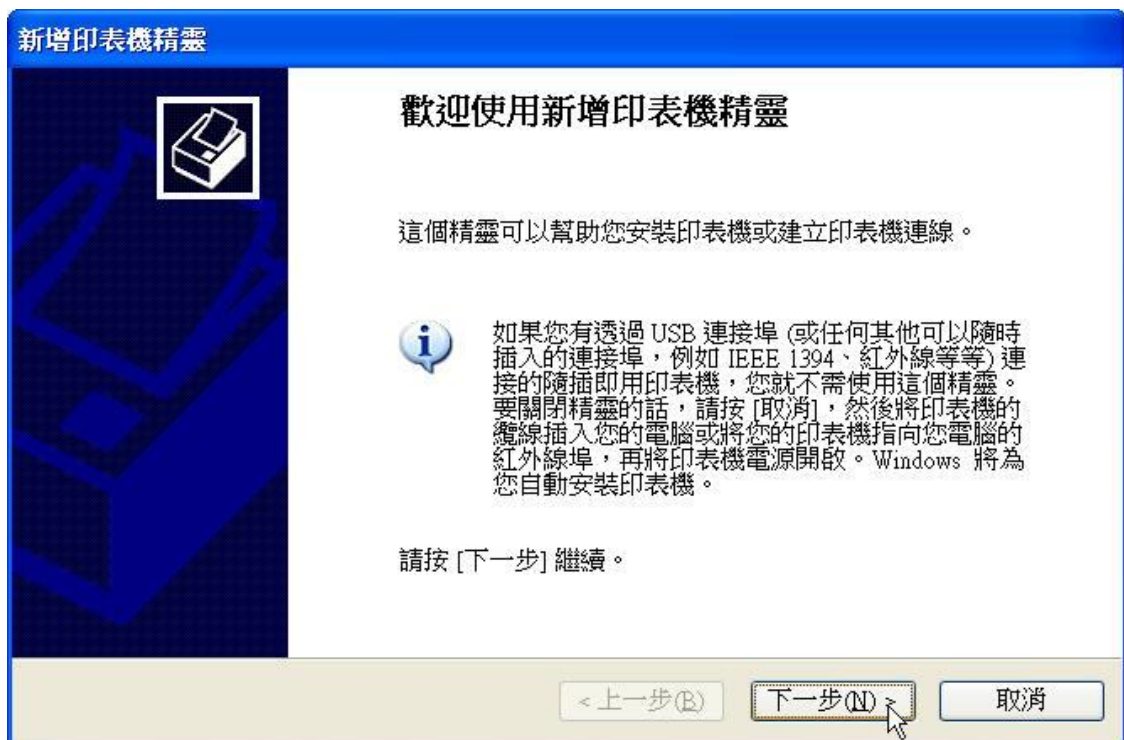 新增印表機精靈
歡迎使用新增印表機精靈
這個精靈可以幫助您安裝印表機或建立印表機連線。
如果您有透過 USB 連接埠 (或任何其他可以隨時
插入的連接埠，例如 IEEE 1394、紅外線等等) 連
接的隨插即用印表機，您就不需使用這個精靈。
要關閉精靈的話，請按 [取消]，然後將印表機的
纜線插入您的電腦或將您的印表機指向您電腦的
紅外線埠，再將印表機電源開啟。Windows 將為
您自動安裝印表機。
請按 [下一步] 繼續。
< 上一步(B) 下一步(N) > 取消